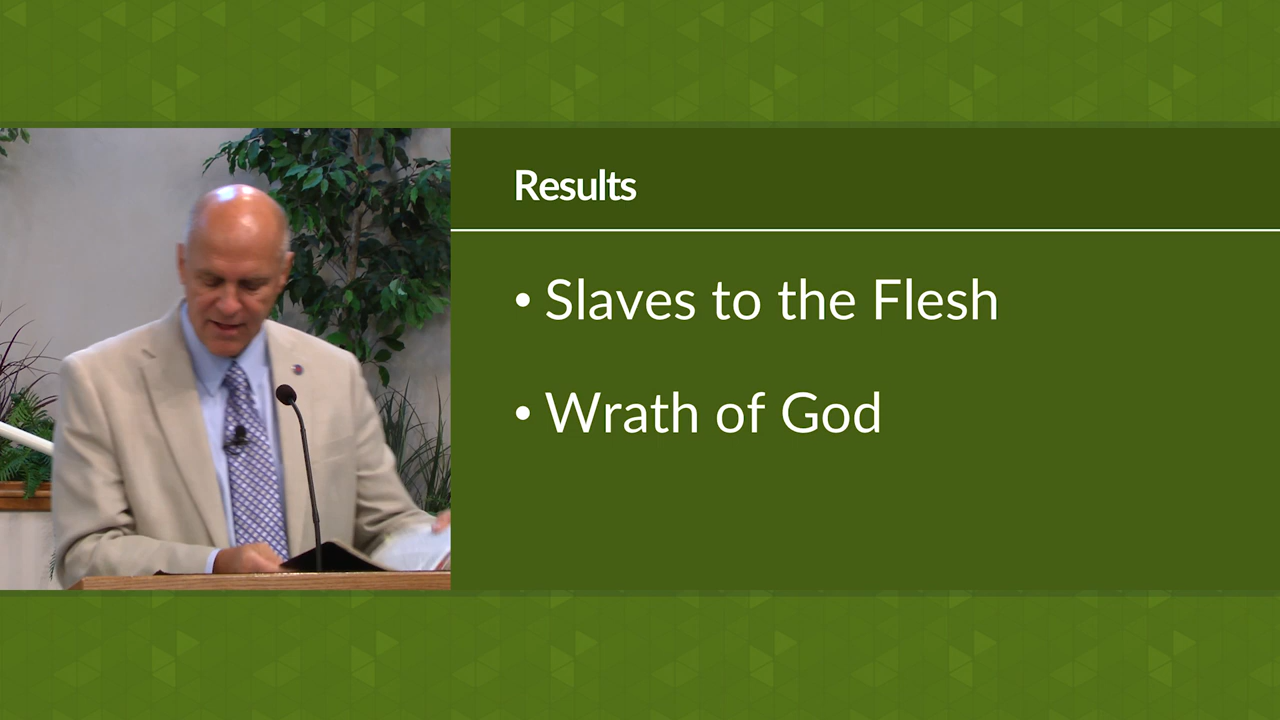 Results
• Slaves to the Flesh
• Wrath of God